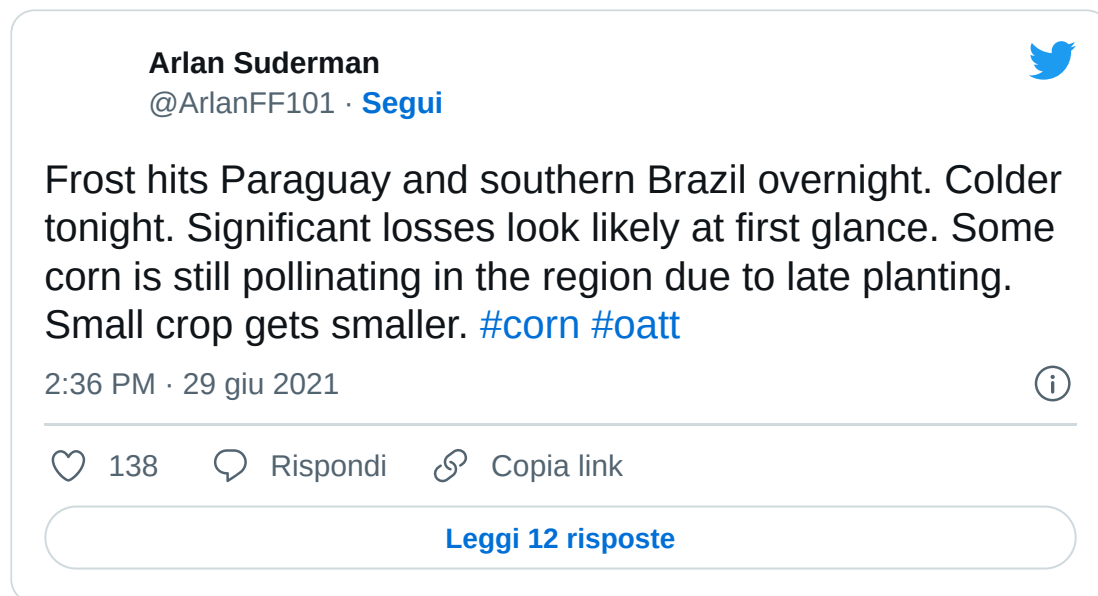 Arlan Suderman
@ArlanFF101 · Segui
Frost hits Paraguay and southern Brazil overnight. Colder
tonight. Significant losses look likely at first glance. Some
corn is still pollinating in the region due to late planting.
Small crop gets smaller. #corn #oatt
2:36 PM · 29 giu 2021
138 Rispondi Copia link
Leggi 12 risposte